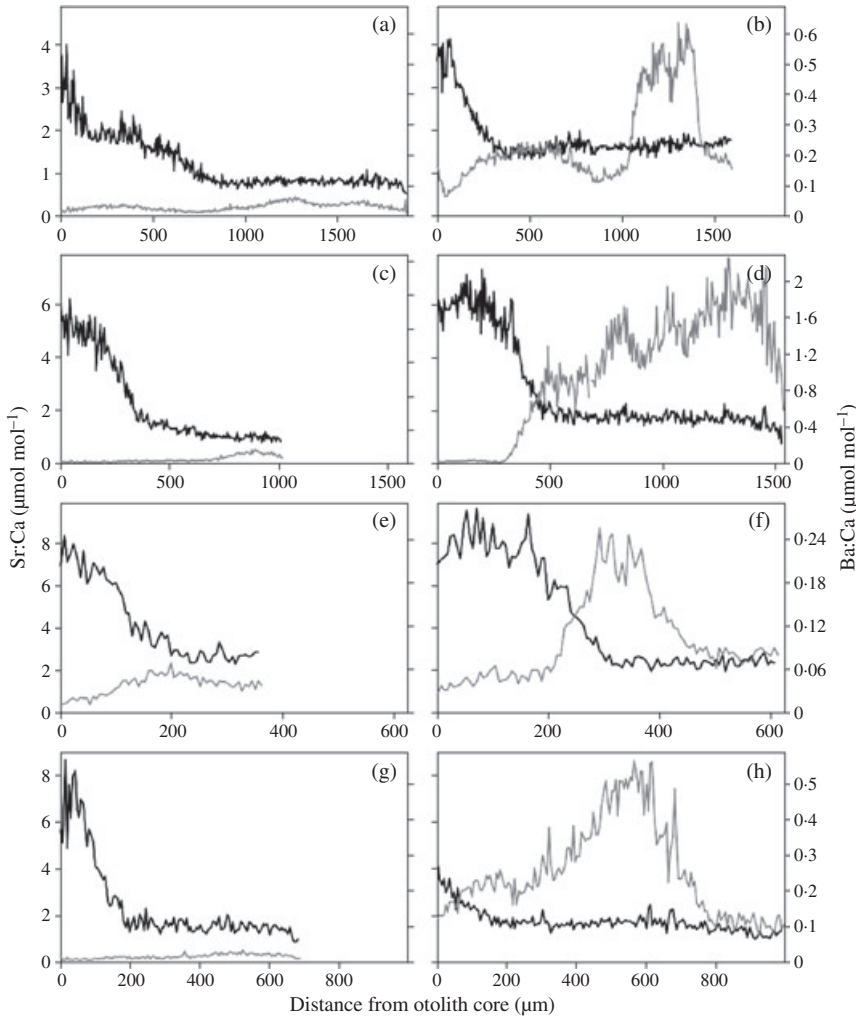 (a) (b)
4 0·6
0·5
3 0·4
2 0·3
0·2
1 0·1
0 0
0 500 1000 1500 0 500 1000 1500
(c) (d)
2
6 1·6
4 1·2
0·8
2 0·4
0 0
0 500 1000 1500 0 500 1000 1500
Sr:Ca (µmol mol⁻¹)
Ba:Ca (µmol mol⁻¹)
(e) (f)
8 0·24
6 0·18
4 0·12
2 0·06
0 0
0 200 400 600 0 200 400 600
(g) (h)
8 0·5
6 0·4
0·3
4 0·2
2 0·1
0 0
0 200 400 600 800 0 200 400 600 800
Distance from otolith core (µm)